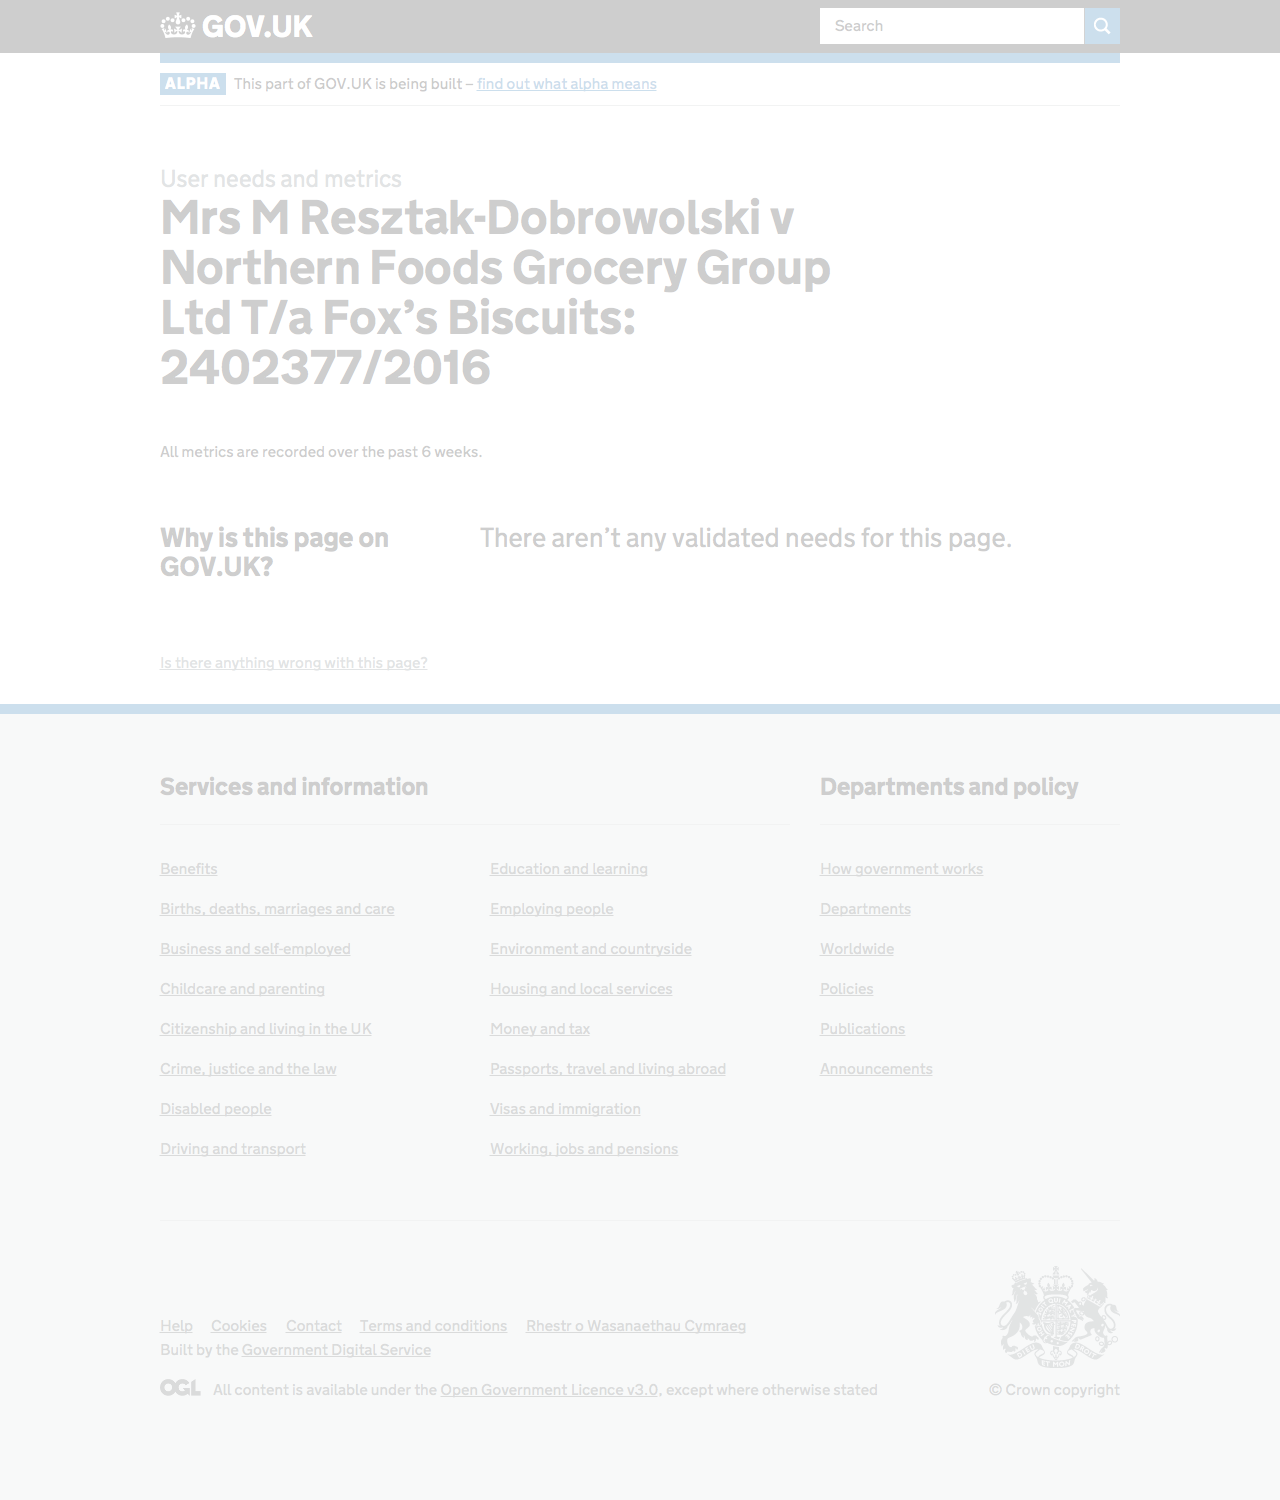 GOV.UK
Search
ALPHA This part of GOV.UK is being built – find out what alpha means
User needs and metrics
Mrs M Resztak-Dobrowolski v
Northern Foods Grocery Group
Ltd T/a Fox’s Biscuits:
2402377/2016
All metrics are recorded over the past 6 weeks.
Why is this page on
GOV.UK?
There aren’t any validated needs for this page.
Is there anything wrong with this page?
Services and information
Benefits
Births, deaths, marriages and care
Business and self-employed
Childcare and parenting
Citizenship and living in the UK
Crime, justice and the law
Disabled people
Driving and transport
Education and learning
Employing people
Environment and countryside
Housing and local services
Money and tax
Passports, travel and living abroad
Visas and immigration
Working, jobs and pensions
Departments and policy
How government works
Departments
Worldwide
Policies
Publications
Announcements
Help Cookies Contact Terms and conditions Rhestr o Wasanaethau Cymraeg
Built by the Government Digital Service
OGL All content is available under the Open Government Licence v3.0, except where otherwise stated
© Crown copyright